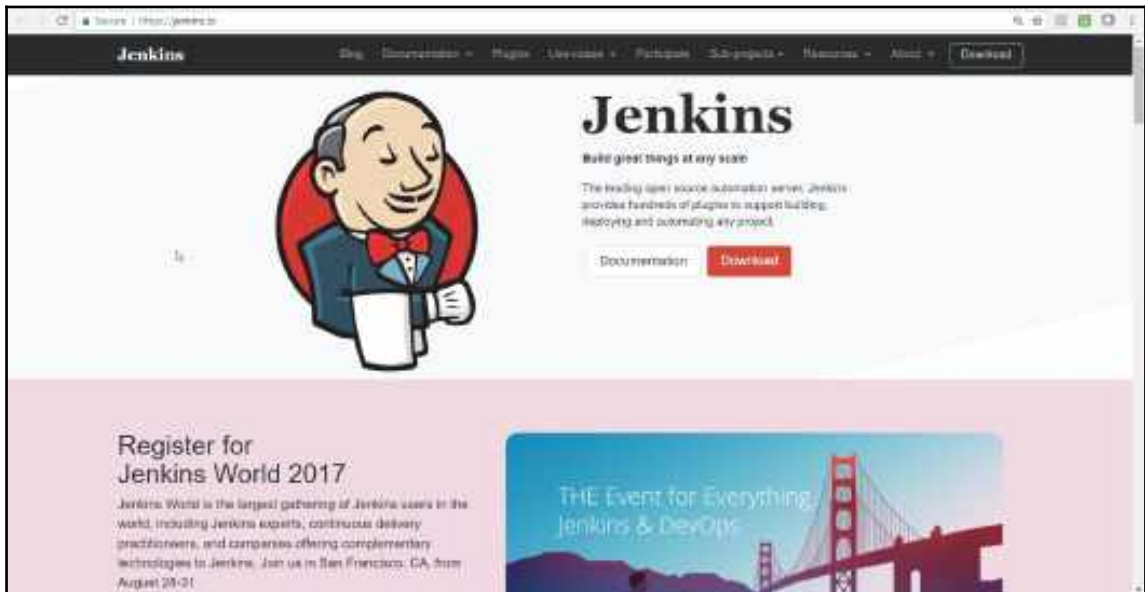 Secure | https://jenkins.io
Jenkins Blog Documentation Plugins Use-cases Participate Sub-projects Resources About Download
Jenkins
Build great things at any scale
The leading open source automation server, Jenkins
provides hundreds of plugins to support building,
deploying and automating any project.
Documentation Download
Register for
Jenkins World 2017
Jenkins World is the largest gathering of Jenkins users in the
world, including Jenkins experts, continuous delivery
practitioners, and companies offering complementary
technologies to Jenkins. Join us in San Francisco, CA, from
August 28-31
THE Event for Everything
Jenkins & DevOps